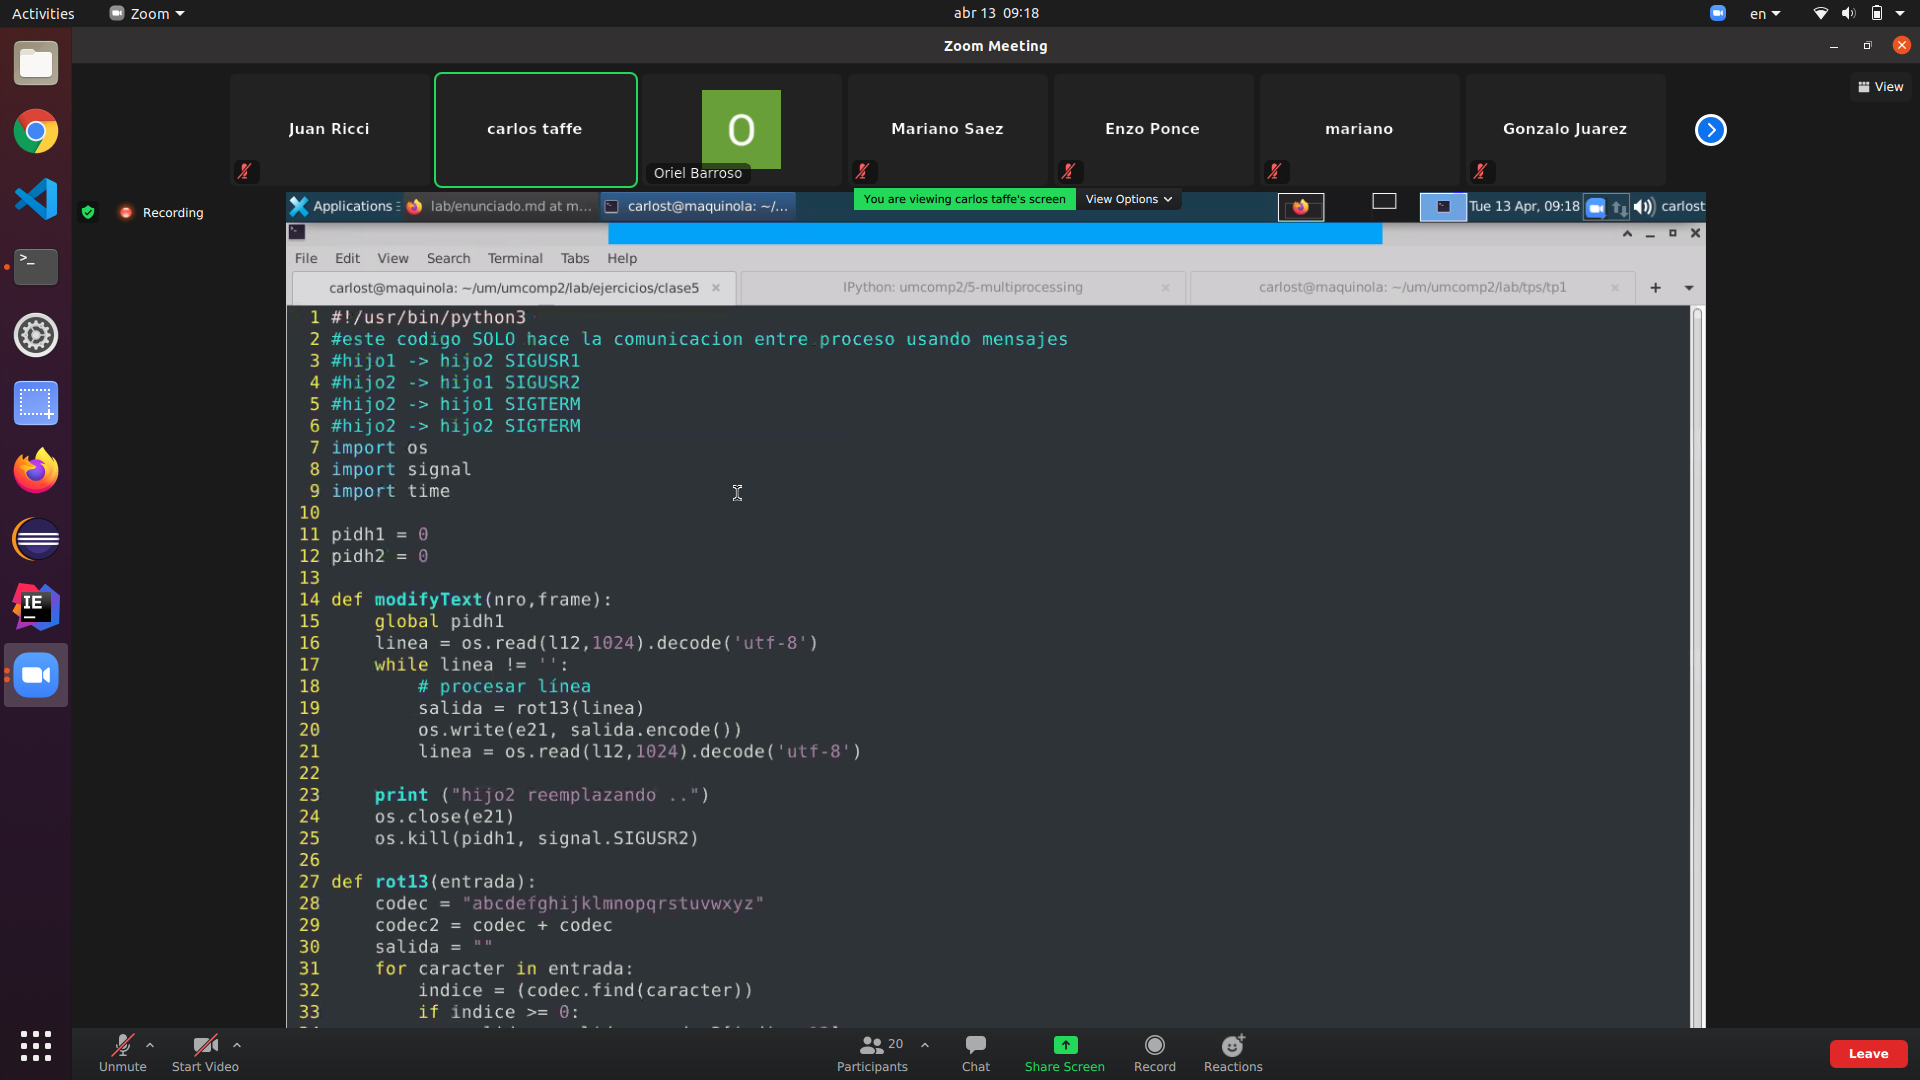 Activities
Zoom
abr 13 09:18
en
Zoom Meeting
View
Juan Ricci
carlos taffe
O
Oriel Barroso
Mariano Saez
Enzo Ponce
mariano
Gonzalo Juarez
Recording
You are viewing carlos taffe's screen
View Options
Applications
lab/enunciado.md at m...
carlost@maquinola: ~/...
Tue 13 Apr, 09:18
carlost
File Edit View Search Terminal Tabs Help
carlost@maquinola: ~/um/umcomp2/lab/ejercicios/clase5
IPython: umcomp2/5-multiprocessing
carlost@maquinola: ~/um/umcomp2/lab/tps/tp1
1 #!/usr/bin/python3
2 #este codigo SOLO hace la comunicacion entre proceso usando mensajes
3 #hijo1 -> hijo2 SIGUSR1
4 #hijo2 -> hijo1 SIGUSR2
5 #hijo2 -> hijo1 SIGTERM
6 #hijo2 -> hijo2 SIGTERM
7 import os
8 import signal
9 import time
10
11 pidh1 = 0
12 pidh2 = 0
13
14 def modifyText(nro,frame):
15     global pidh1
16     linea = os.read(l12,1024).decode('utf-8')
17     while linea != '':
18         # procesar línea
19         salida = rot13(linea)
20         os.write(e21, salida.encode())
21         linea = os.read(l12,1024).decode('utf-8')
22
23     print ("hijo2 reemplazando ..")
24     os.close(e21)
25     os.kill(pidh1, signal.SIGUSR2)
26
27 def rot13(entrada):
28     codec = "abcdefghijklmnopqrstuvwxyz"
29     codec2 = codec + codec
30     salida = ""
31     for caracter in entrada:
32         indice = (codec.find(caracter))
33         if indice >= 0:
Unmute
Start Video
20
Participants
Chat
Share Screen
Record
Reactions
Leave
IE